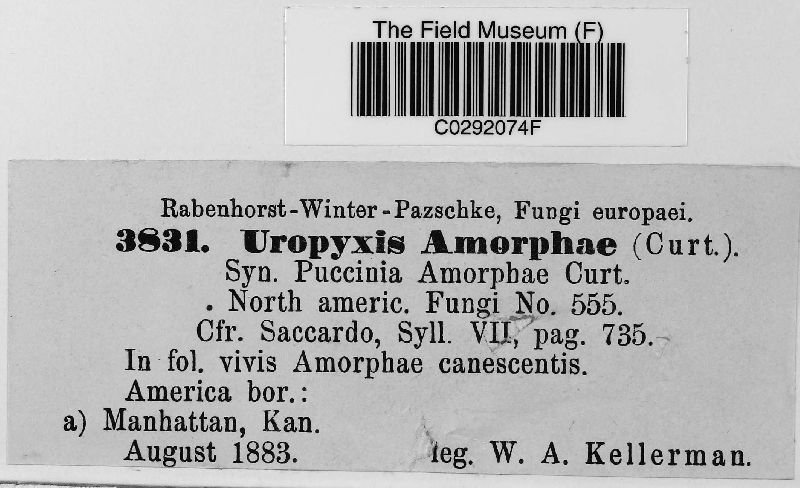 The Field Museum (F)
C0292074F
Rabenhorst-Winter-Pazschke, Fungi europaei.
3831. Uropyxis Amorphae (Curt.).
Syn. Puccinia Amorphae Curt.
North americ. Fungi No. 555.
Cfr. Saccardo, Syll. VII, pag. 735.
In fol. vivis Amorphae canescentis.
America bor.:
a) Manhattan, Kan.
August 1883. leg. W. A. Kellerman.